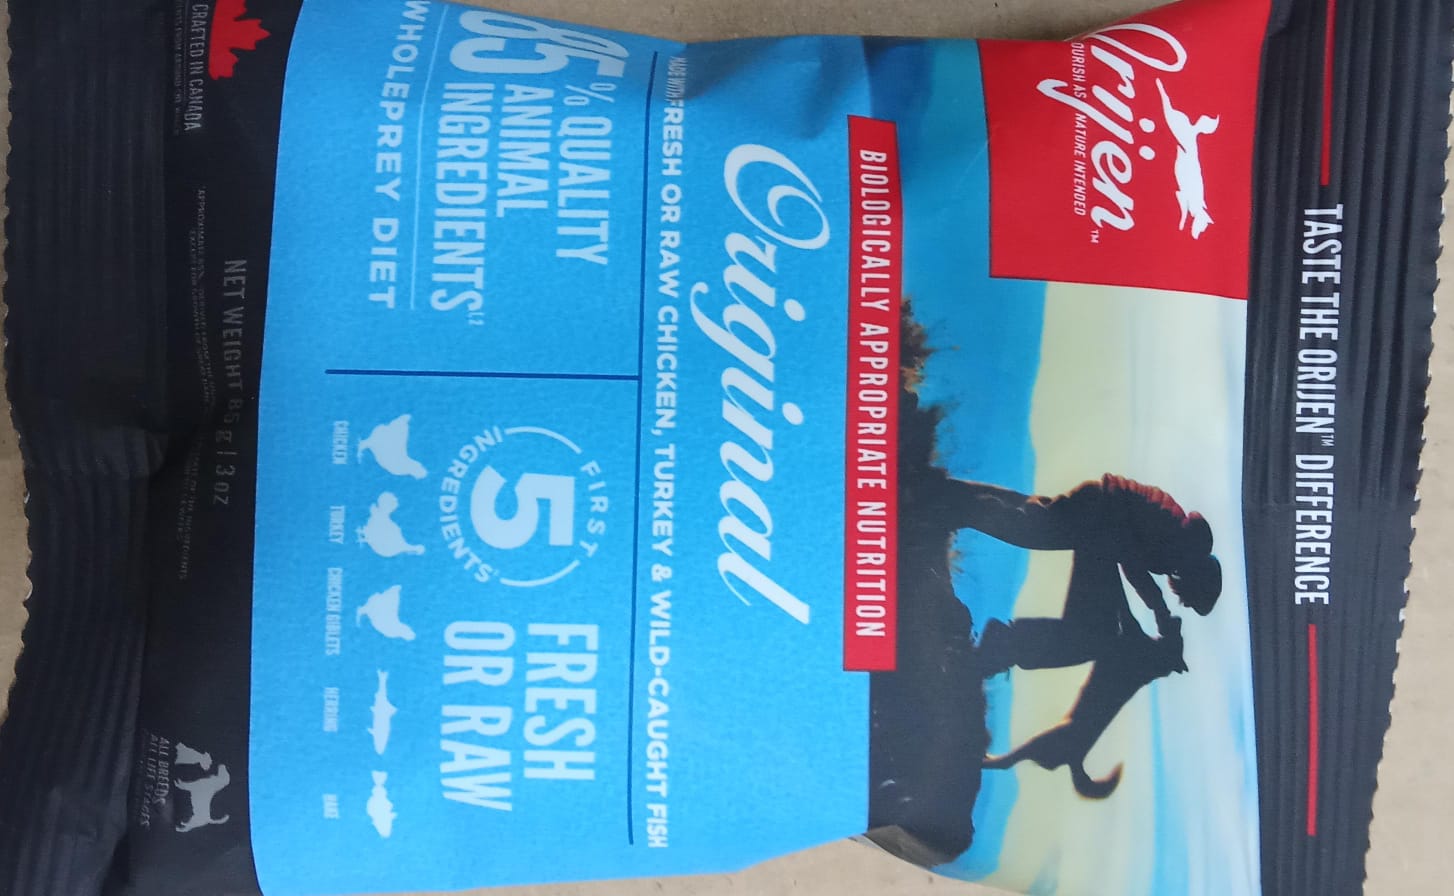 TASTE THE ORIJEN™ DIFFERENCE
Orijen™
NOURISH AS NATURE INTENDED
BIOLOGICALLY APPROPRIATE NUTRITION
Original
MADE WITH FRESH OR RAW CHICKEN, TURKEY & WILD-CAUGHT FISH
85% QUALITY
ANIMAL
INGREDIENTS
WHOLEPREY DIET
FIRST
5
INGREDIENTS
FRESH
OR RAW
CHICKEN
TURKEY
CHICKEN GIBLETS
HERRING
HAKE
NET WEIGHT 85 g | 3 OZ
CRAFTED IN CANADA
ALL BREEDS
ALL LIFE STAGES